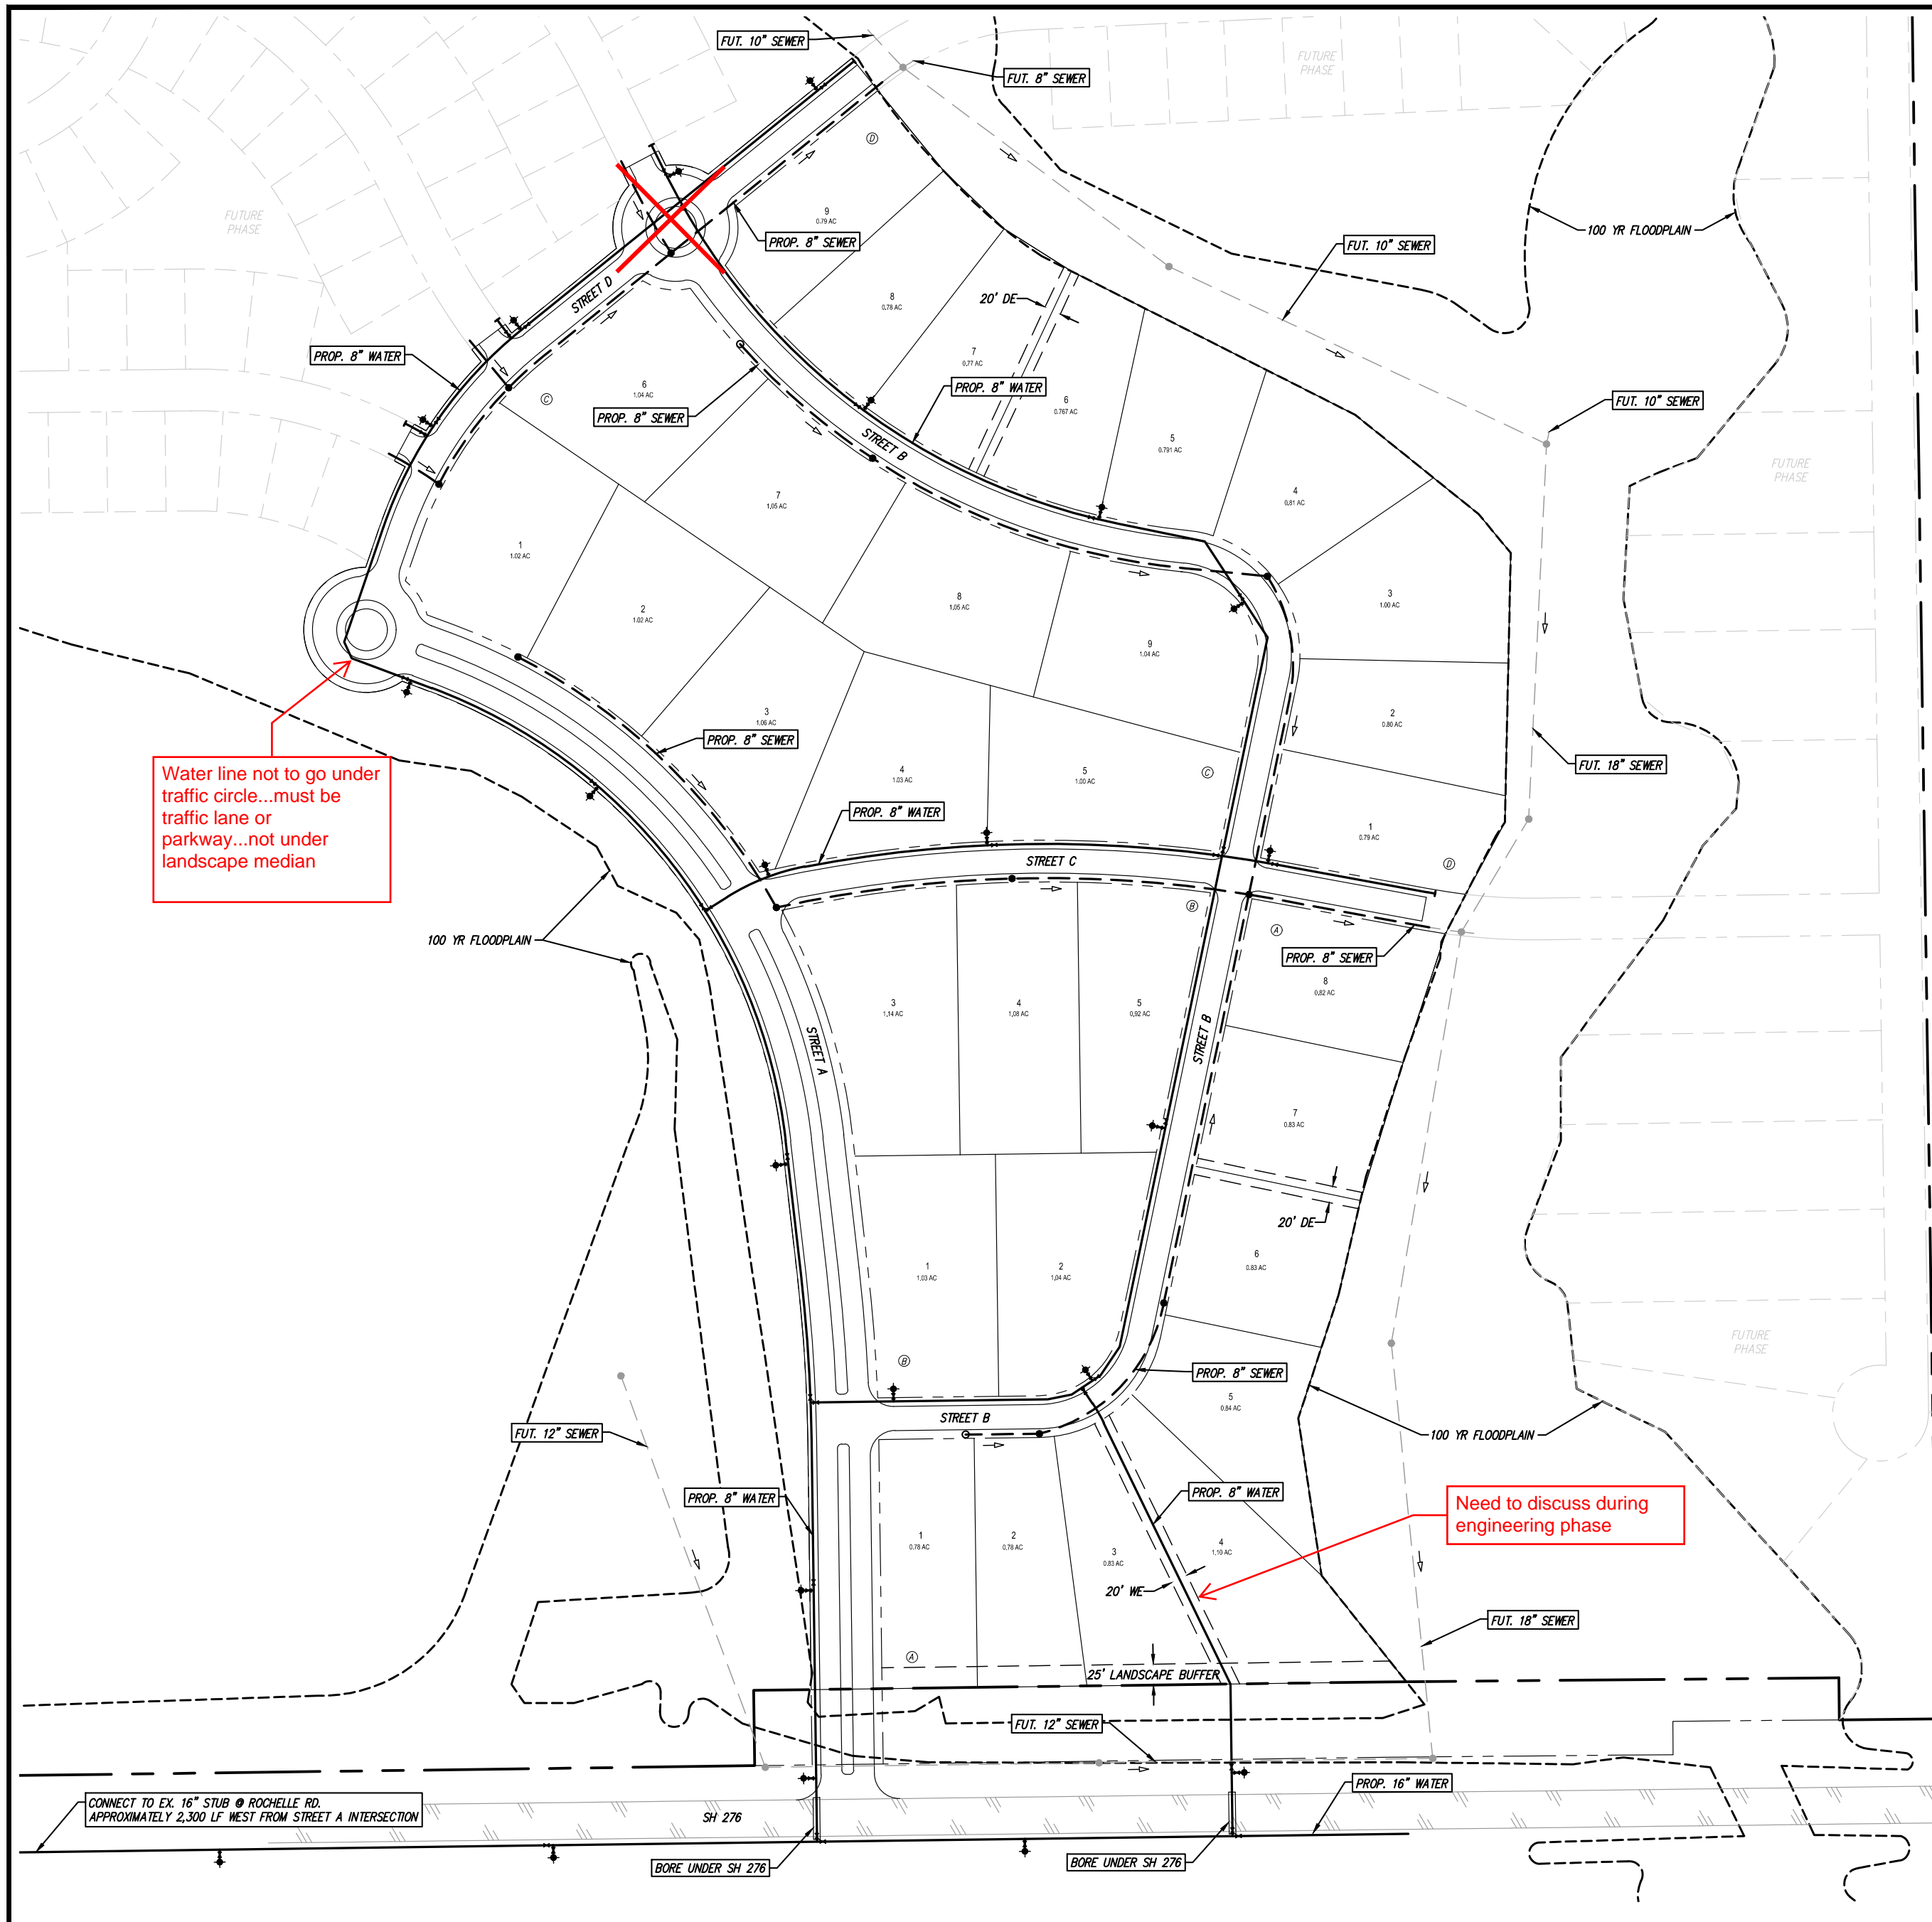 FUT. 10" SEWER
FUT. 8" SEWER
FUTURE
PHASE
D
FUTURE
PHASE
9
0.79 AC
PROP. 8" SEWER
100 YR FLOODPLAIN
FUT. 10" SEWER
STREET D
8
0.78 AC
20' DE
PROP. 8" WATER
7
0.77 AC
6
1.04 AC
C
PROP. 8" SEWER
PROP. 8" WATER
6
0.767 AC
FUT. 10" SEWER
STREET B
5
0.791 AC
FUTURE
PHASE
7
1.05 AC
4
0.81 AC
1
1.02 AC
2
1.02 AC
8
1.05 AC
3
1.00 AC
9
1.04 AC
3
1.06 AC
PROP. 8" SEWER
2
0.80 AC
Water line not to go under
traffic circle...must be
traffic lane or
parkway...not under
landscape median
4
1.03 AC
5
1.00 AC
C
FUT. 18" SEWER
PROP. 8" WATER
1
0.79 AC
D
STREET C
100 YR FLOODPLAIN
B
A
PROP. 8" SEWER
8
0.82 AC
3
1.14 AC
4
1.08 AC
5
0.92 AC
STREET A
STREET B
7
0.83 AC
20' DE
1
1.03 AC
2
1.04 AC
6
0.83 AC
FUTURE
PHASE
B
PROP. 8" SEWER
5
0.84 AC
STREET B
FUT. 12" SEWER
100 YR FLOODPLAIN
PROP. 8" WATER
PROP. 8" WATER
Need to discuss during
engineering phase
1
0.78 AC
2
0.78 AC
3
0.83 AC
4
1.10 AC
20' WE
FUT. 18" SEWER
A
25' LANDSCAPE BUFFER
FUT. 12" SEWER
PROP. 16" WATER
CONNECT TO EX. 16" STUB @ ROCHELLE RD.
APPROXIMATELY 2,300 LF WEST FROM STREET A INTERSECTION
SH 276
BORE UNDER SH 276
BORE UNDER SH 276